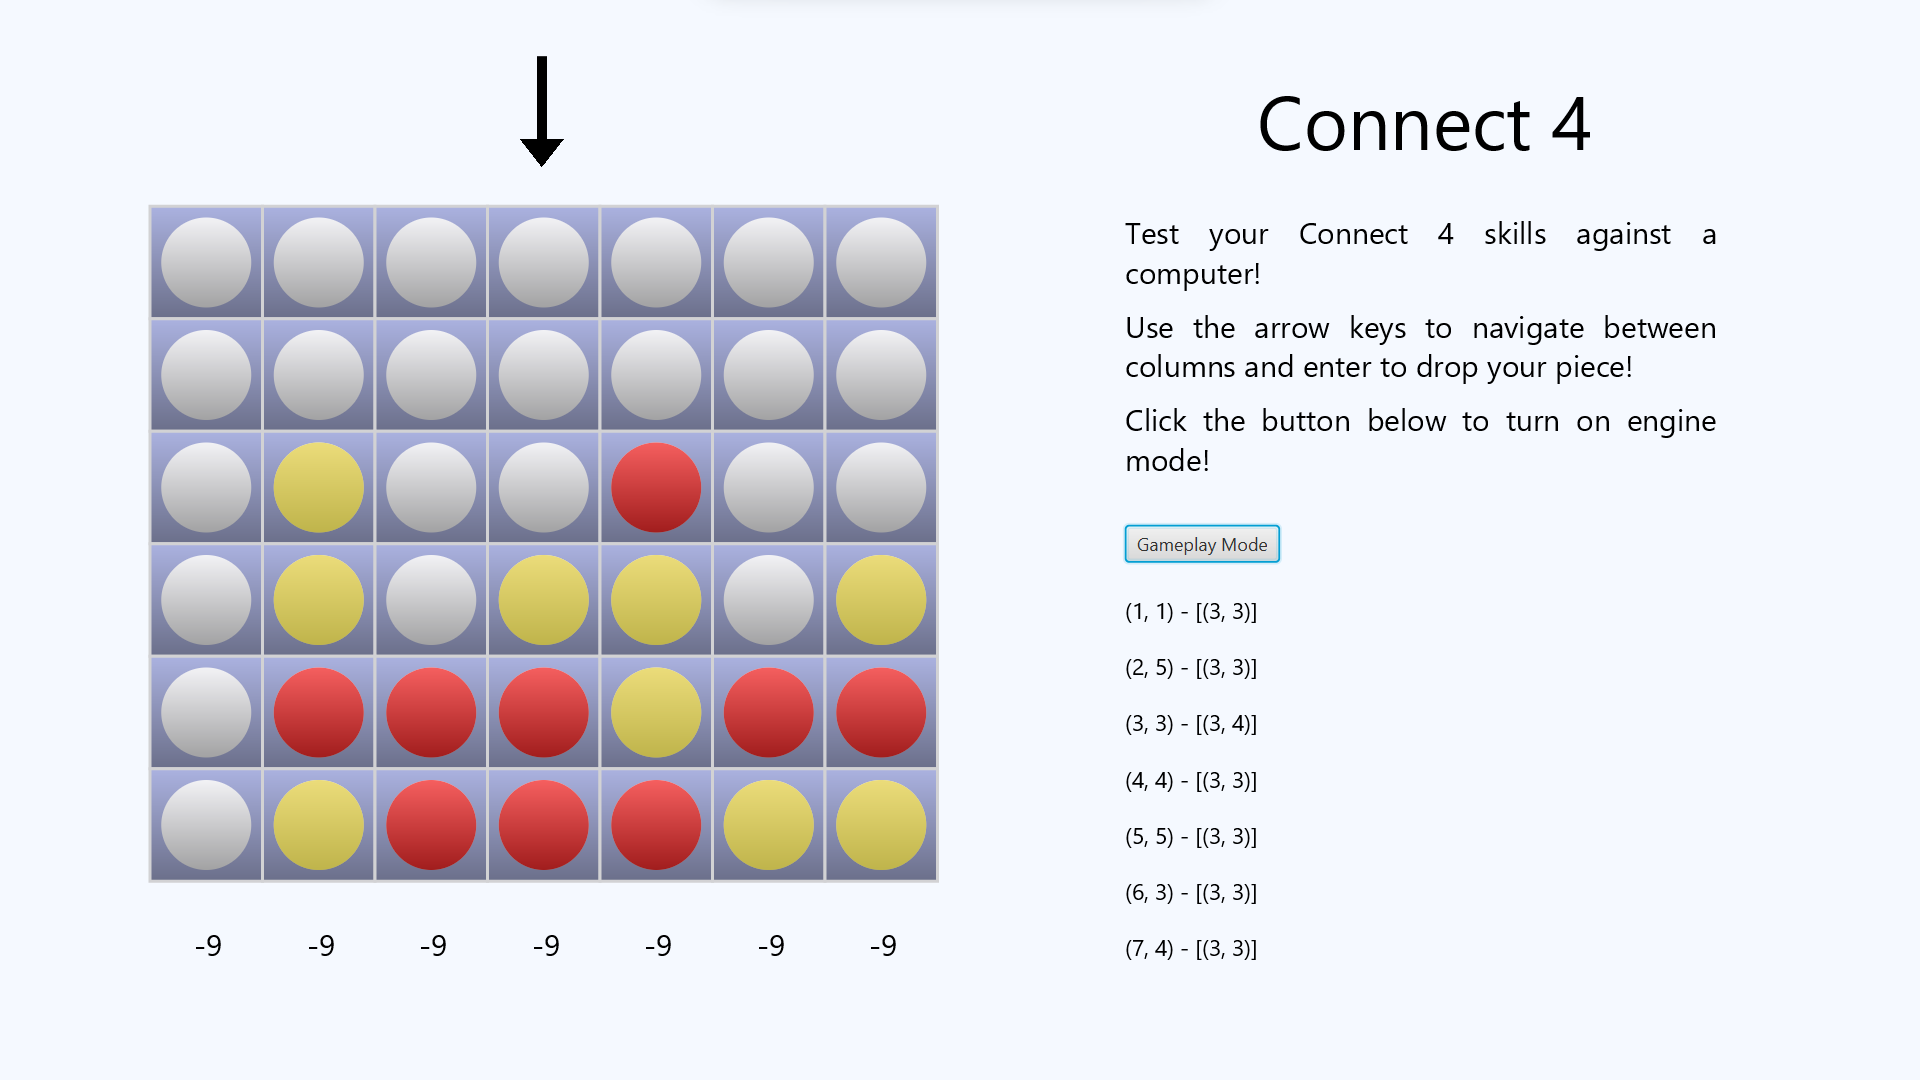 Connect 4
Test your Connect 4 skills against a
computer!
Use the arrow keys to navigate between
columns and enter to drop your piece!
Click the button below to turn on engine
mode!
Gameplay Mode
(1, 1) - [(3, 3)]
(2, 5) - [(3, 3)]
(3, 3) - [(3, 4)]
(4, 4) - [(3, 3)]
(5, 5) - [(3, 3)]
(6, 3) - [(3, 3)]
(7, 4) - [(3, 3)]
-9 -9 -9 -9 -9 -9 -9